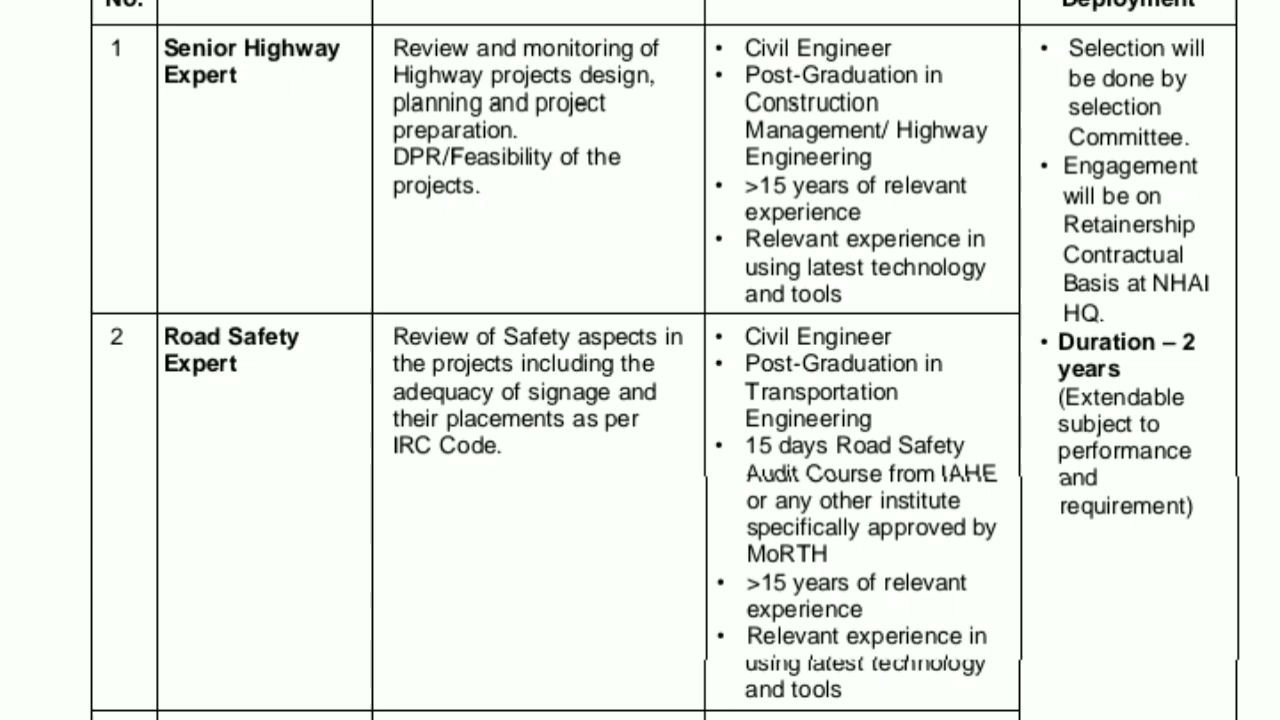 No.
Deployment
1
Senior Highway
Expert
Review and monitoring of
Highway projects design,
planning and project
preparation.
DPR/Feasibility of the
projects.
• Civil Engineer
• Post-Graduation in
Construction
Management/ Highway
Engineering
• >15 years of relevant
experience
• Relevant experience in
using latest technology
and tools
• Selection will
be done by
selection
Committee.
• Engagement
will be on
Retainership
Contractual
Basis at NHAI
HQ.
• Duration – 2
years
(Extendable
subject to
performance
and
requirement)
2
Road Safety
Expert
Review of Safety aspects in
the projects including the
adequacy of signage and
their placements as per
IRC Code.
• Civil Engineer
• Post-Graduation in
Transportation
Engineering
• 15 days Road Safety
Audit Course from IAHE
or any other institute
specifically approved by
MoRTH
• >15 years of relevant
experience
• Relevant experience in
using latest technology
and tools